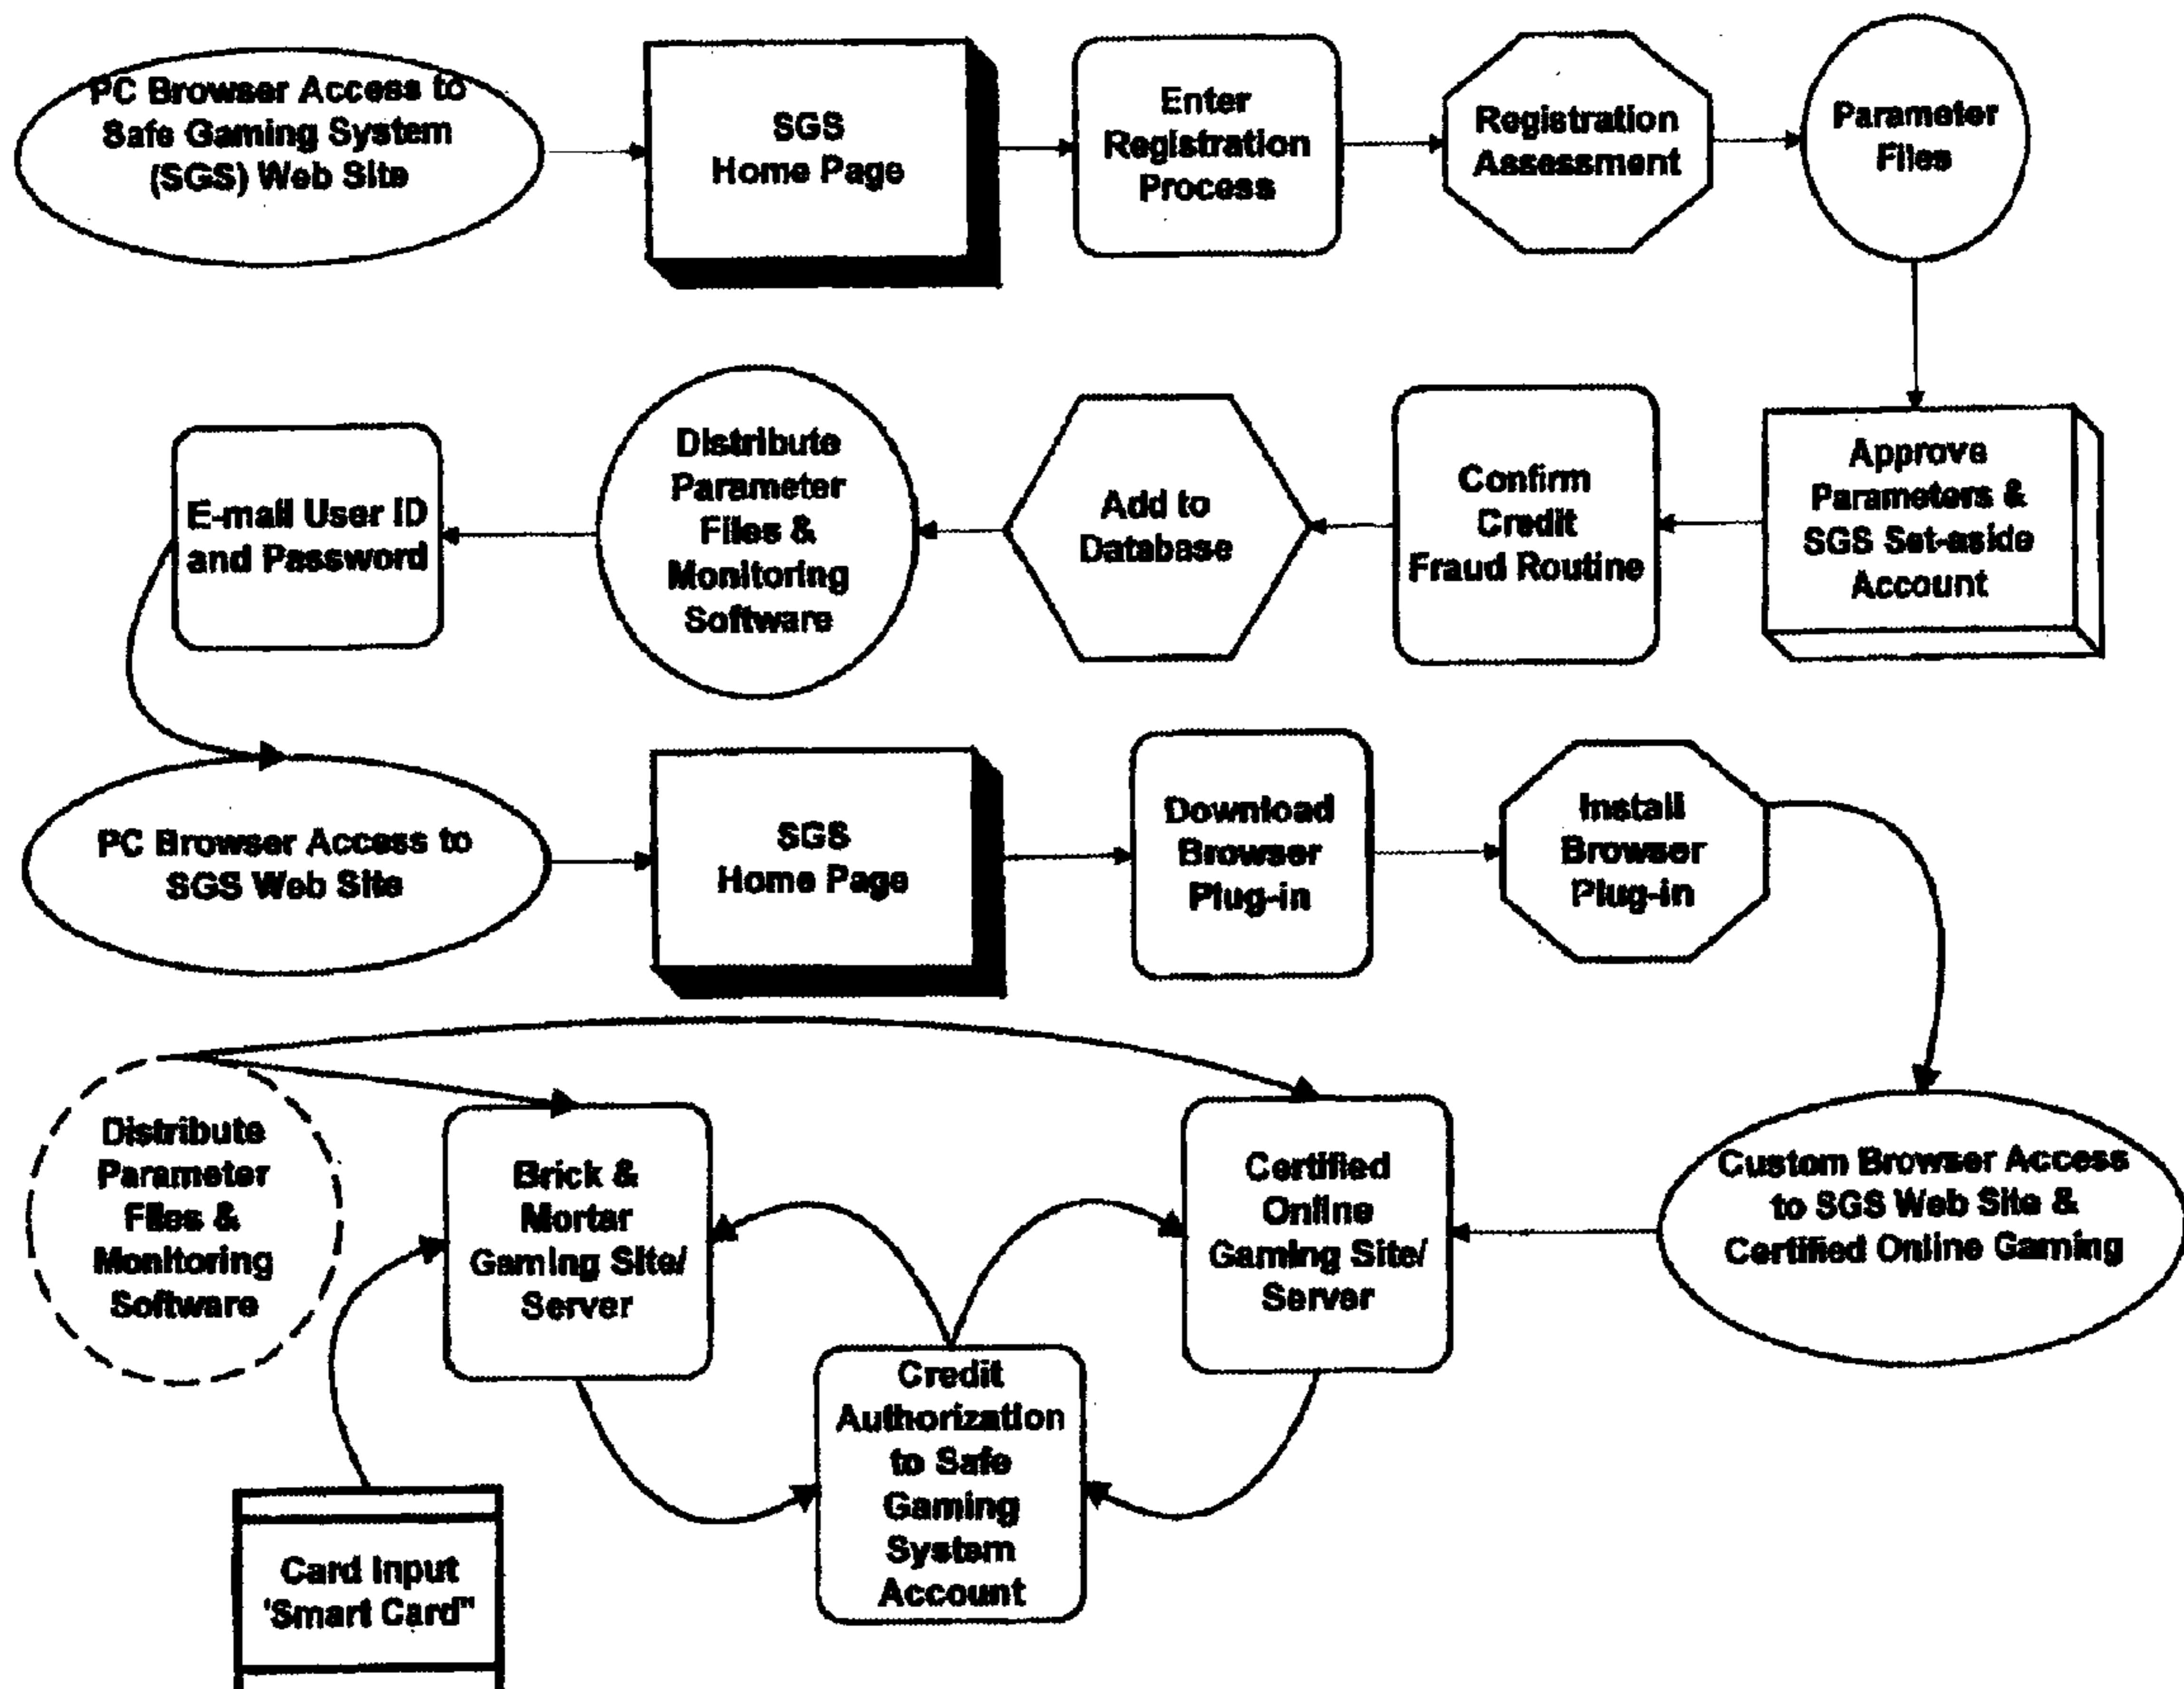 PC Browser Access to
Safe Gaming System
(SGS) Web Site
SGS
Home Page
Enter
Registration
Process
Registration
Assessment
Parameter
Files
Approve
Parameters &
SGS Set-aside
Account
Confirm
Credit
Fraud Routine
Add to
Database
Distribute
Parameter
Files &
Monitoring
Software
E-mail User ID
and Password
PC Browser Access to
SGS Web Site
SGS
Home Page
Download
Browser
Plug-in
Install
Browser
Plug-in
Custom Browser Access
to SGS Web Site &
Certified Online Gaming
Certified
Online
Gaming Site/
Server
Brick &
Mortar
Gaming Site/
Server
Distribute
Parameter
Files &
Monitoring
Software
Credit
Authorization
to Safe
Gaming
System
Account
Card Input
'Smart Card"